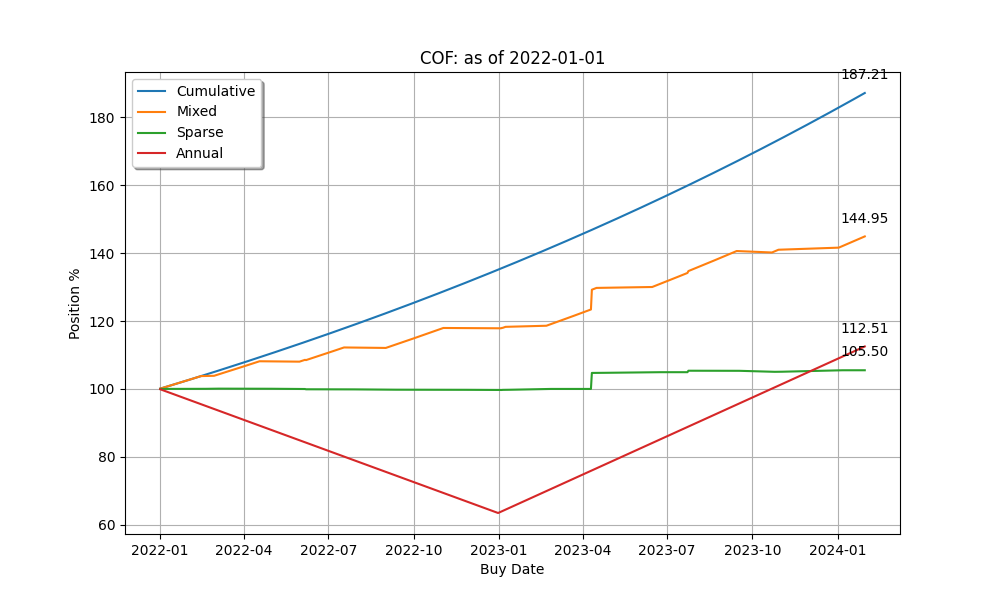 COF: as of 2022-01-01
187.21
Cumulative
Mixed
Sparse
Annual
180
160
144.95
140
120
112.51
105.50
100
80
60
Position %
2022-01 2022-04 2022-07 2022-10 2023-01 2023-04 2023-07 2023-10 2024-01
Buy Date